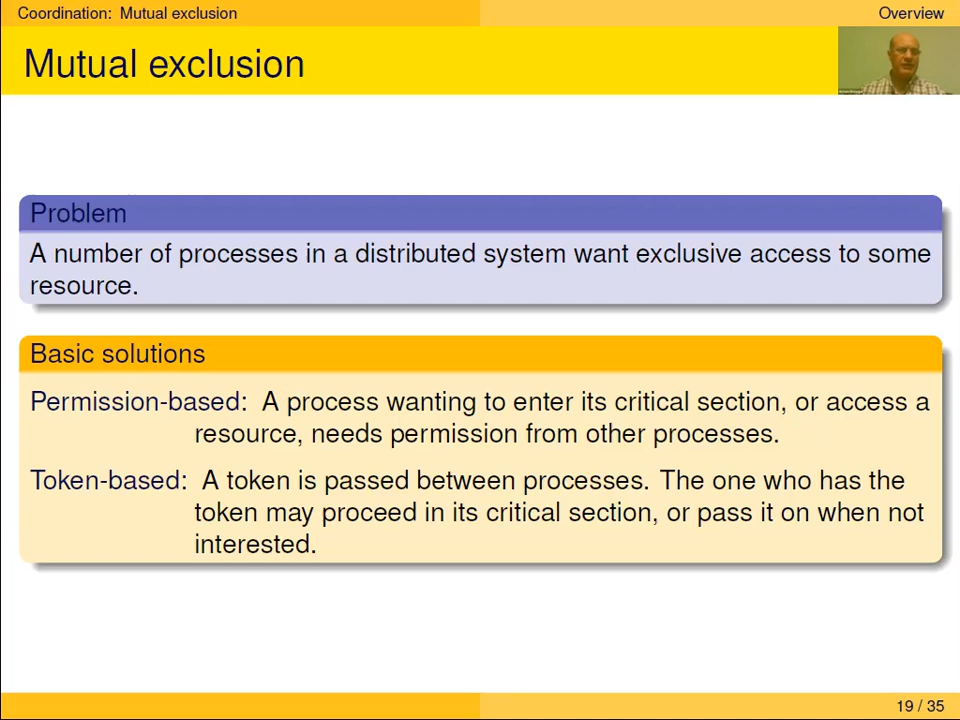 Coordination: Mutual exclusion
Overview
Mutual exclusion
Problem
A number of processes in a distributed system want exclusive access to some
resource.
Basic solutions
Permission-based: A process wanting to enter its critical section, or access a
resource, needs permission from other processes.
Token-based: A token is passed between processes. The one who has the
token may proceed in its critical section, or pass it on when not
interested.
19 / 35